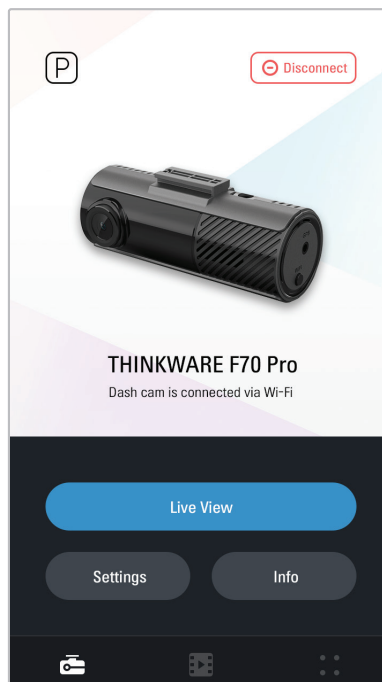 P
Disconnect
THINKWARE F70 Pro
Dash cam is connected via Wi-Fi
Live View
Settings
Info